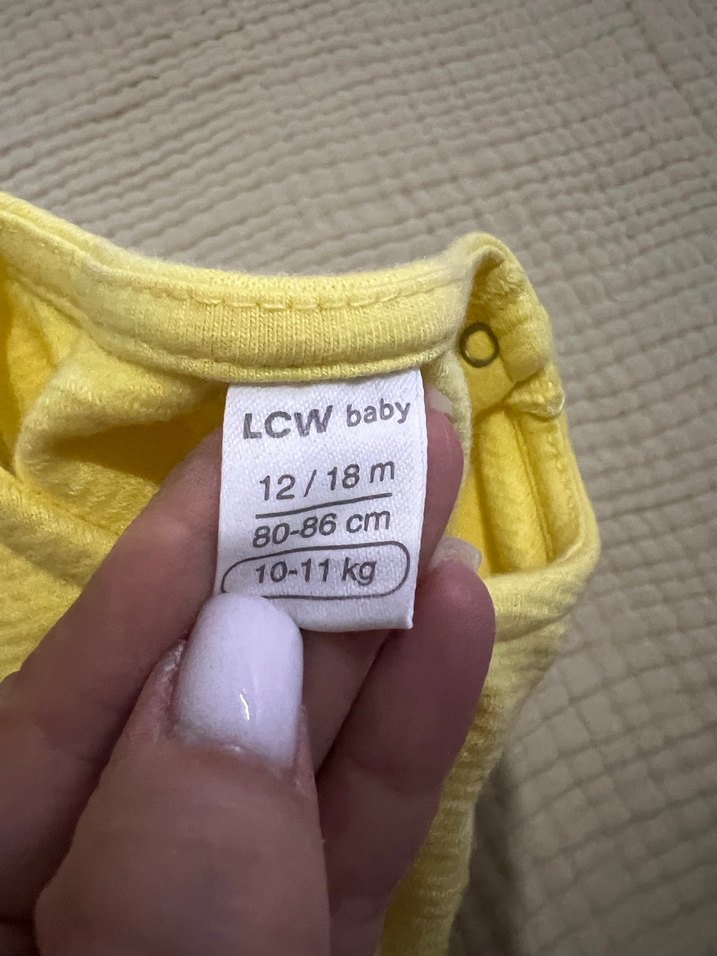 LCW baby
12 / 18 m
80-86 cm
10-11 kg